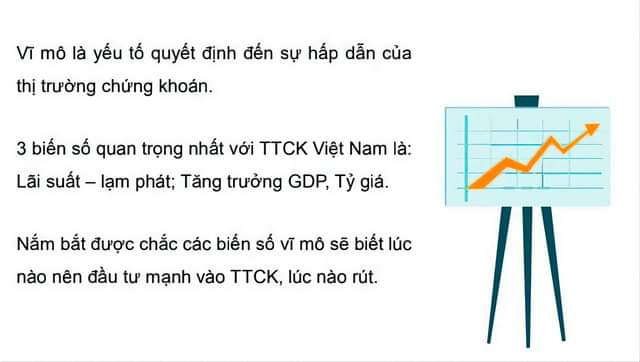 Vĩ mô là yếu tố quyết định đến sự hấp dẫn của
thị trường chứng khoán.
3 biến số quan trọng nhất với TTCK Việt Nam là:
Lãi suất – lạm phát; Tăng trưởng GDP, Tỷ giá.
Nắm bắt được chắc các biến số vĩ mô sẽ biết lúc
nào nên đầu tư mạnh vào TTCK, lúc nào rút.